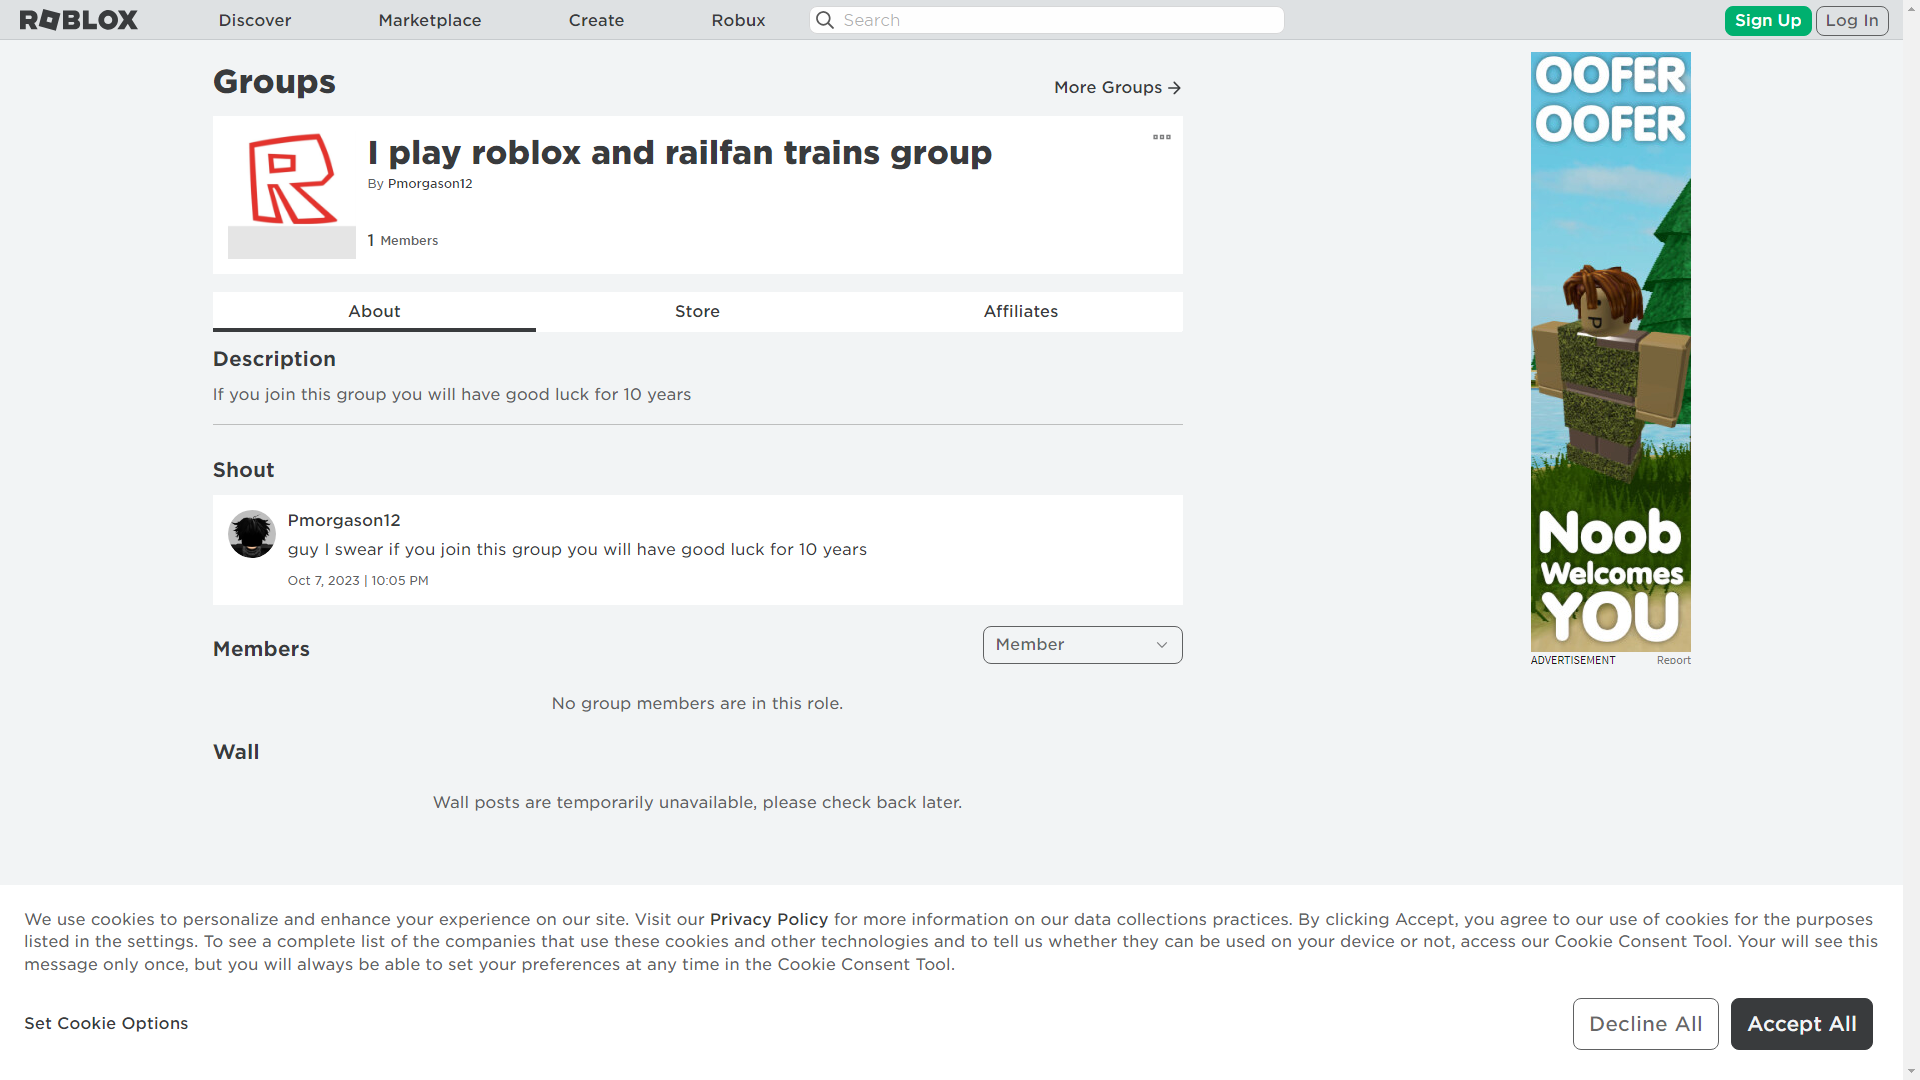 ROBLOX Discover Marketplace Create Robux Search Sign Up Log In
Groups
More Groups
I play roblox and railfan trains group
By Pmorgason12
1 Members
About Store Affiliates
Description
If you join this group you will have good luck for 10 years
Shout
Pmorgason12
guy I swear if you join this group you will have good luck for 10 years
Oct 7, 2023 | 10:05 PM
Members
Member
No group members are in this role.
Wall
Wall posts are temporarily unavailable, please check back later.
OOFER
OOFER
Noob
Welcomes
YOU
ADVERTISEMENT Report
We use cookies to personalize and enhance your experience on our site. Visit our Privacy Policy for more information on our data collections practices. By clicking Accept, you agree to our use of cookies for the purposes
listed in the settings. To see a complete list of the companies that use these cookies and other technologies and to tell us whether they can be used on your device or not, access our Cookie Consent Tool. Your will see this
message only once, but you will always be able to set your preferences at any time in the Cookie Consent Tool.
Set Cookie Options
Decline All
Accept All